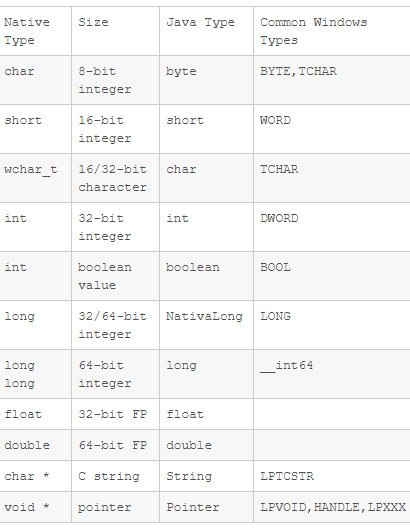 Native Type Size Java Type Common Windows Types
char 8-bit integer byte BYTE,TCHAR
short 16-bit integer short WORD
wchar_t 16/32-bit character char TCHAR
int 32-bit integer int DWORD
int boolean value boolean BOOL
long 32/64-bit integer NativaLong LONG
long long 64-bit integer long __int64
float 32-bit FP float
double 64-bit FP double
char * C string String LPTCSTR
void * pointer Pointer LPVOID,HANDLE,LPXXX